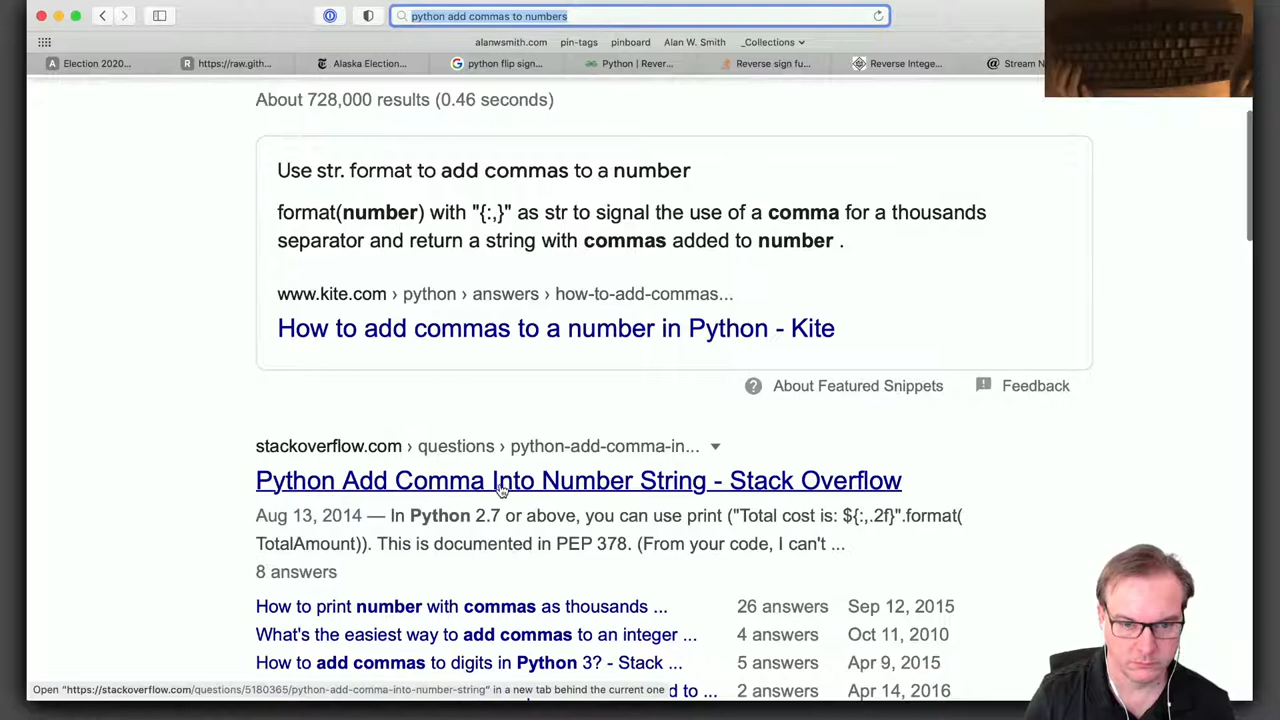 python add commas to numbers
alanwsmith.com pin-tags pinboard Alan W. Smith _Collections
A Election 2020... R https://raw.gith... Alaska Election... python flip sign... Python | Rever... Reverse sign fu... Reverse Intege... @ Stream N
About 728,000 results (0.46 seconds)
Use str. format to add commas to a number
format(number) with "{:,}" as str to signal the use of a comma for a thousands
separator and return a string with commas added to number .
www.kite.com › python › answers › how-to-add-commas...
How to add commas to a number in Python - Kite
About Featured Snippets Feedback
stackoverflow.com › questions › python-add-comma-in...
Python Add Comma Into Number String - Stack Overflow
Aug 13, 2014 — In Python 2.7 or above, you can use print ("Total cost is: ${:,.2f}".format(
TotalAmount)). This is documented in PEP 378. (From your code, I can't ...
8 answers
How to print number with commas as thousands ... 26 answers Sep 12, 2015
What's the easiest way to add commas to an integer ... 4 answers Oct 11, 2010
How to add commas to digits in Python 3? - Stack ... 5 answers Apr 9, 2015
Open "https://stackoverflow.com/questions/5180365/python-add-comma-into-number-string" in a new tab behind the current one d to ... 2 answers Apr 14, 2016